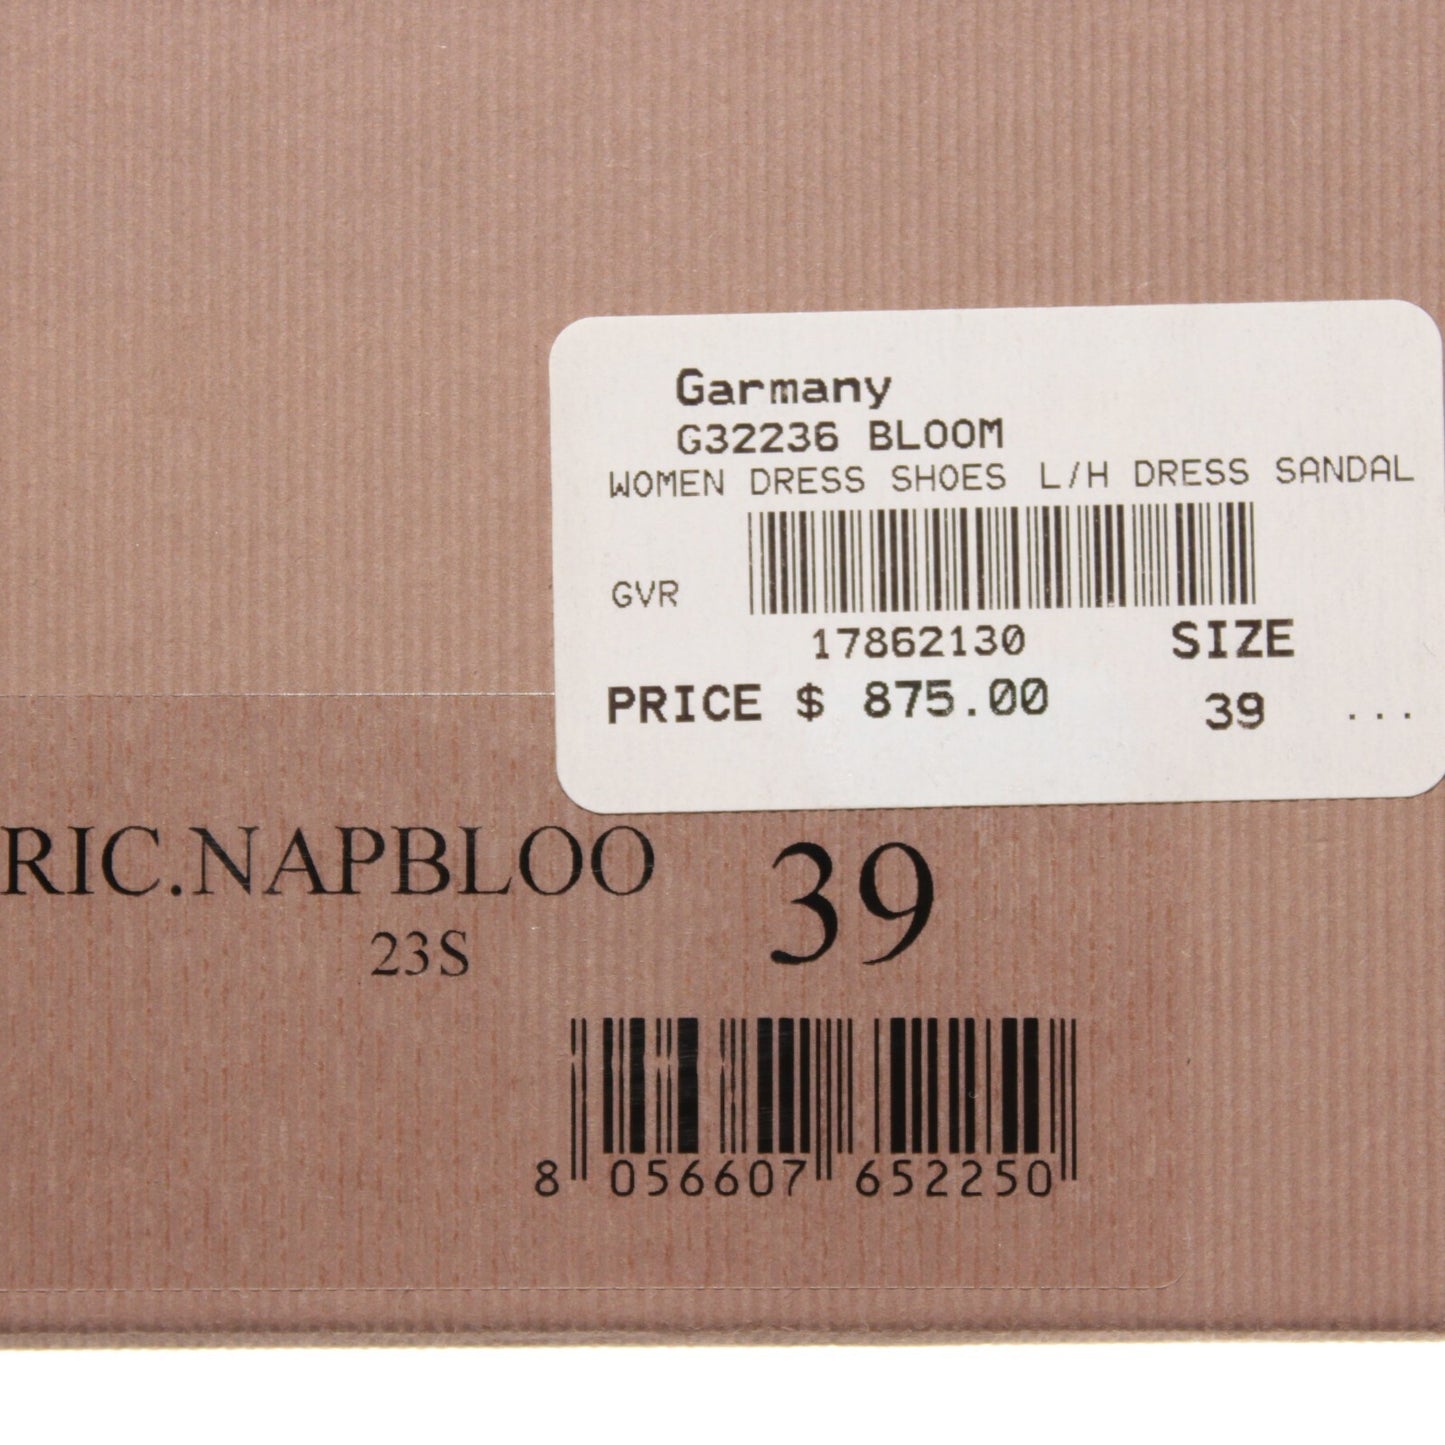 Garmany
G32236 BLOOM
WOMEN DRESS SHOES L/H DRESS SANDAL
GVR
17862130 SIZE
PRICE $ 875.00 39 ...
RIC.NAPBLOO 39
23S
8 056607 652250